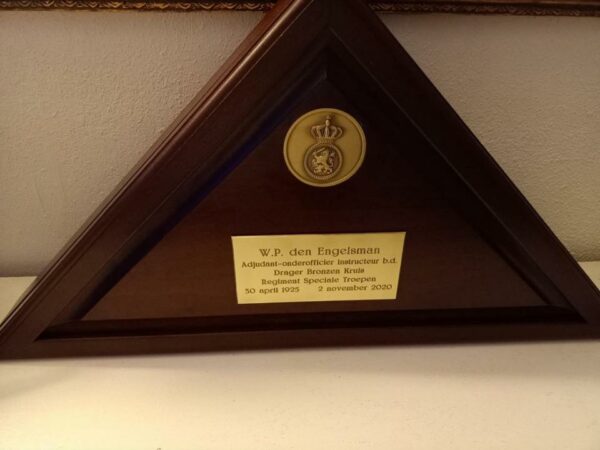 W.P. den Engelsman
Adjudant-onderofficier instructeur b.d.
Drager Bronzen Kruis
Regiment Speciale Troepen
30 april 1925 2 november 2020